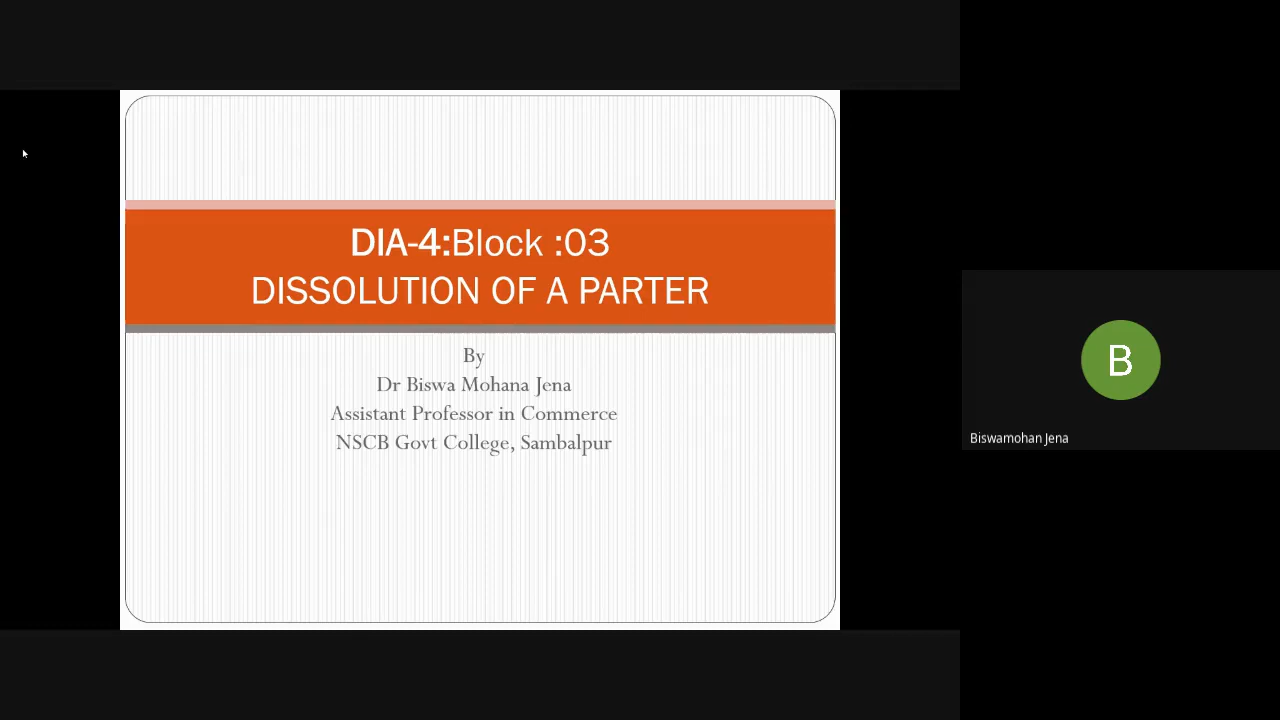 DIA-4:Block :03
DISSOLUTION OF A PARTER
By
Dr Biswa Mohana Jena
Assistant Professor in Commerce
NSCB Govt College, Sambalpur
B
Biswamohan Jena